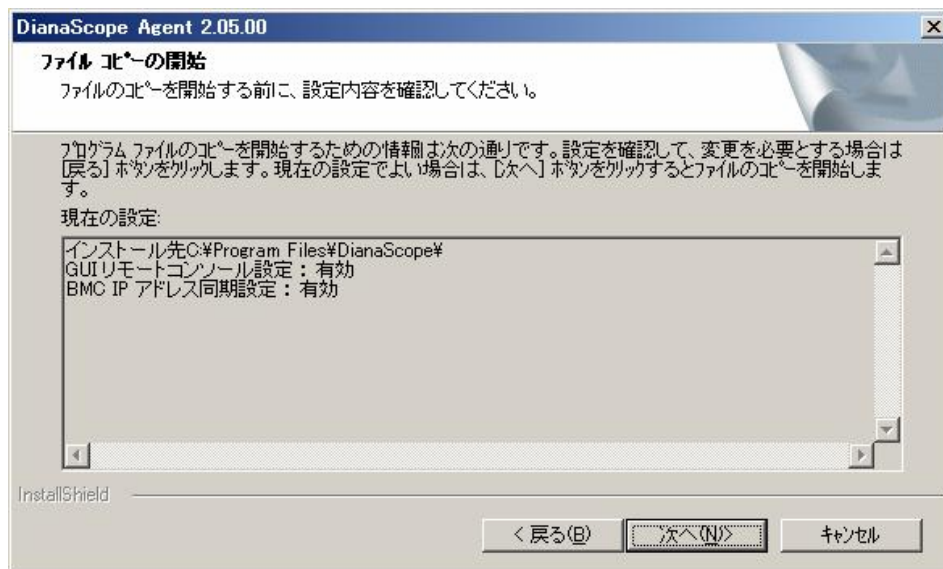 DianaScope Agent 2.05.00
ファイル コピーの開始
ファイルのコピーを開始する前に、設定内容を確認してください。
プログラム ファイルのコピーを開始するための情報は次の通りです。設定を確認して、変更を必要とする場合は
[戻る] ボタンをクリックします。現在の設定でよい場合は、[次へ] ボタンをクリックするとファイルのコピーを開始しま
す。
現在の設定:
インストール先C:¥Program Files¥DianaScope¥
GUIリモートコンソール設定 : 有効
BMC IP アドレス同期設定 : 有効
InstallShield
< 戻る(B)
次へ(N)>
キャンセル